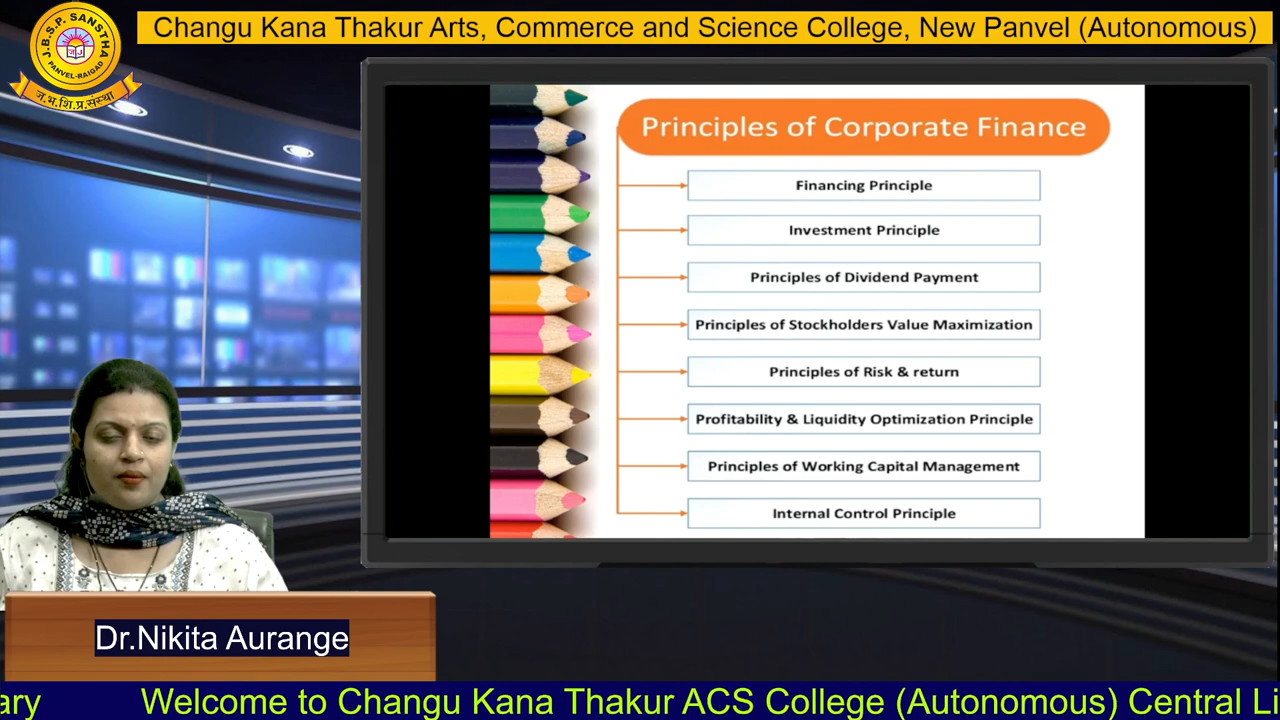 J.B.S.P. SANSTHA
PANVEL-RAIGAD
ज.भ.शि.प्र.संस्था
Changu Kana Thakur Arts, Commerce and Science College, New Panvel (Autonomous)
Principles of Corporate Finance
Financing Principle
Investment Principle
Principles of Dividend Payment
Principles of Stockholders Value Maximization
Principles of Risk & return
Profitability & Liquidity Optimization Principle
Principles of Working Capital Management
Internal Control Principle
Dr.Nikita Aurange
ary Welcome to Changu Kana Thakur ACS College (Autonomous) Central Li